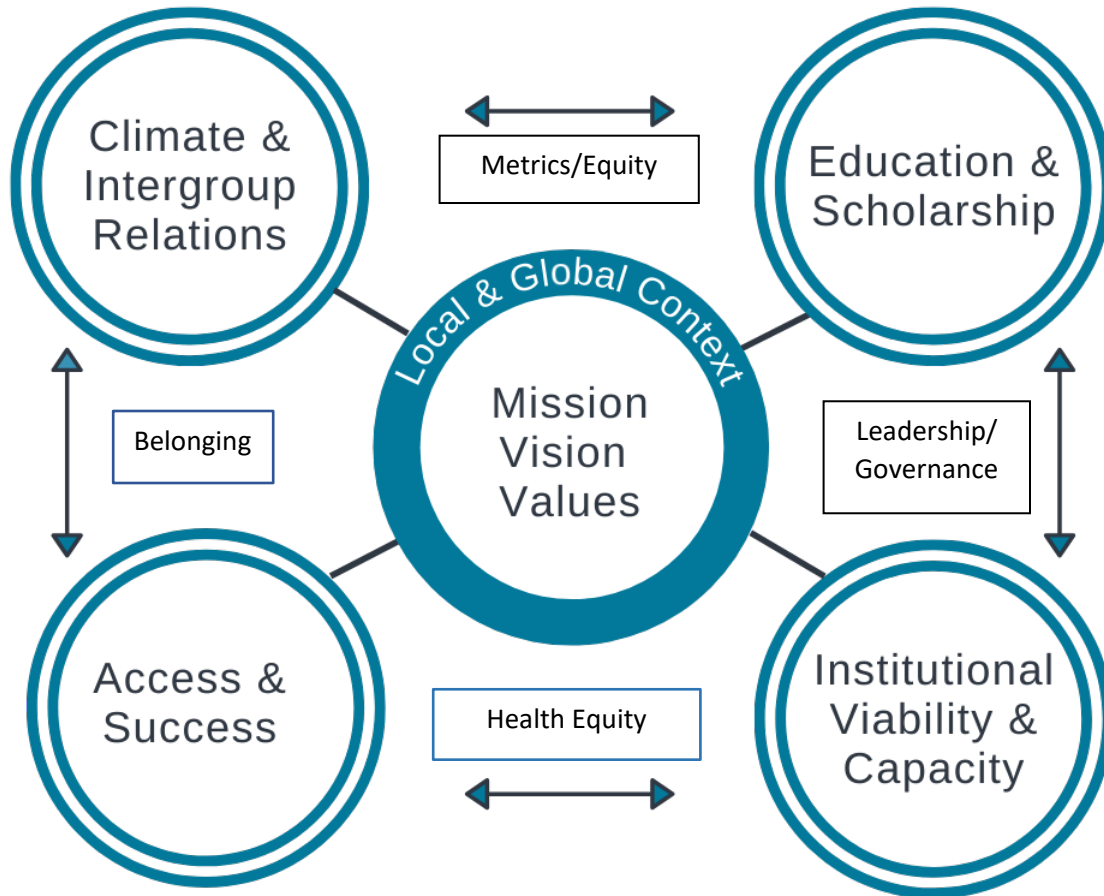 Climate &
Intergroup
Relations
Metrics/Equity
Education &
Scholarship
Local & Global Context
Mission
Vision
Values
Belonging
Leadership/
Governance
Access &
Success
Health Equity
Institutional
Viability &
Capacity